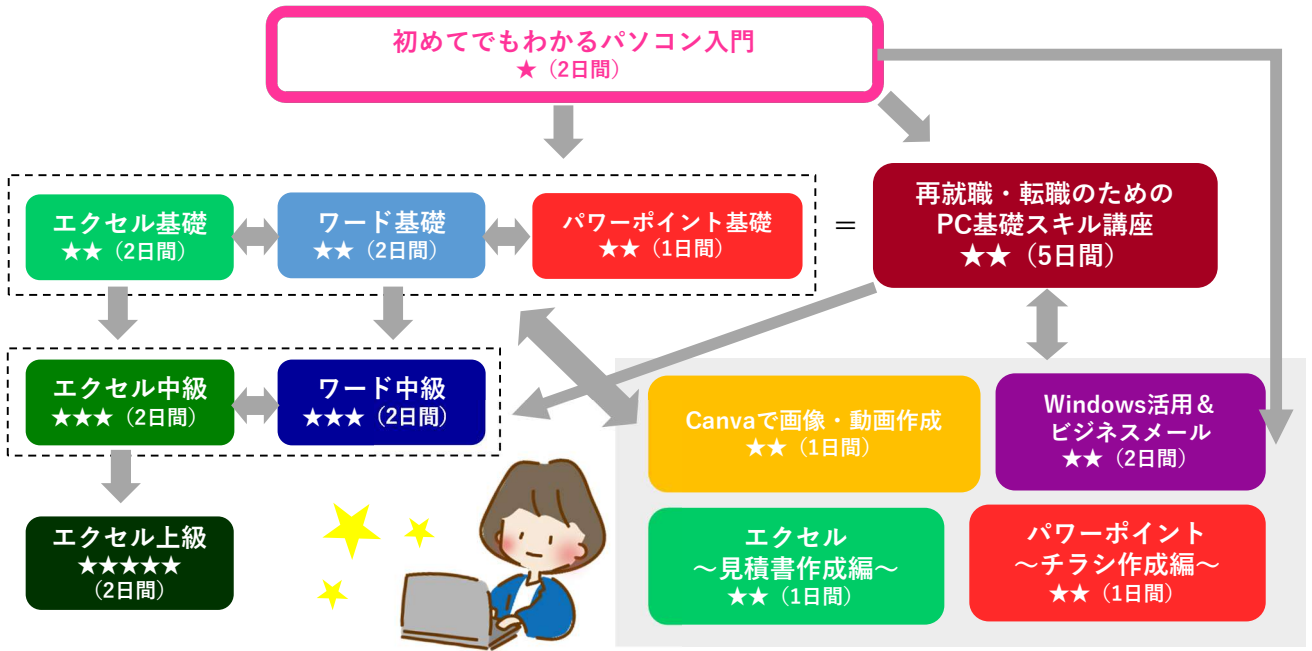 初めてでもわかるパソコン入門
★（2日間）
エクセル基礎
★★（2日間）
ワード基礎
★★（2日間）
パワーポイント基礎
★★（1日間）
＝
再就職・転職のための
PC基礎スキル講座
★★（5日間）
エクセル中級
★★★（2日間）
ワード中級
★★★（2日間）
Canvaで画像・動画作成
★★（1日間）
Windows活用＆
ビジネスメール
★★（2日間）
エクセル上級
★★★★★
（2日間）
エクセル
～見積書作成編～
★★（1日間）
パワーポイント
～チラシ作成編～
★★（1日間）